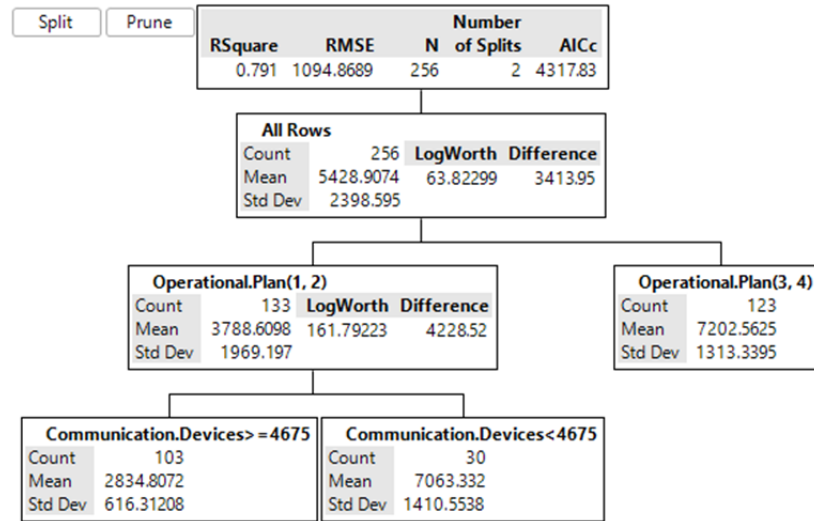 Split Prune
Number
RSquare RMSE N of Splits AICc
0.791 1094.8689 256 2 4317.83
All Rows
Count 256 LogWorth Difference
Mean 5428.9074 63.82299 3413.95
Std Dev 2398.595
Operational.Plan(1, 2) Operational.Plan(3, 4)
Count 133 LogWorth Difference Count 123
Mean 3788.6098 161.79223 4228.52 Mean 7202.5625
Std Dev 1969.197 Std Dev 1313.3395
Communication.Devices>=4675 Communication.Devices<4675
Count 103 Count 30
Mean 2834.8072 Mean 7063.332
Std Dev 616.31208 Std Dev 1410.5538